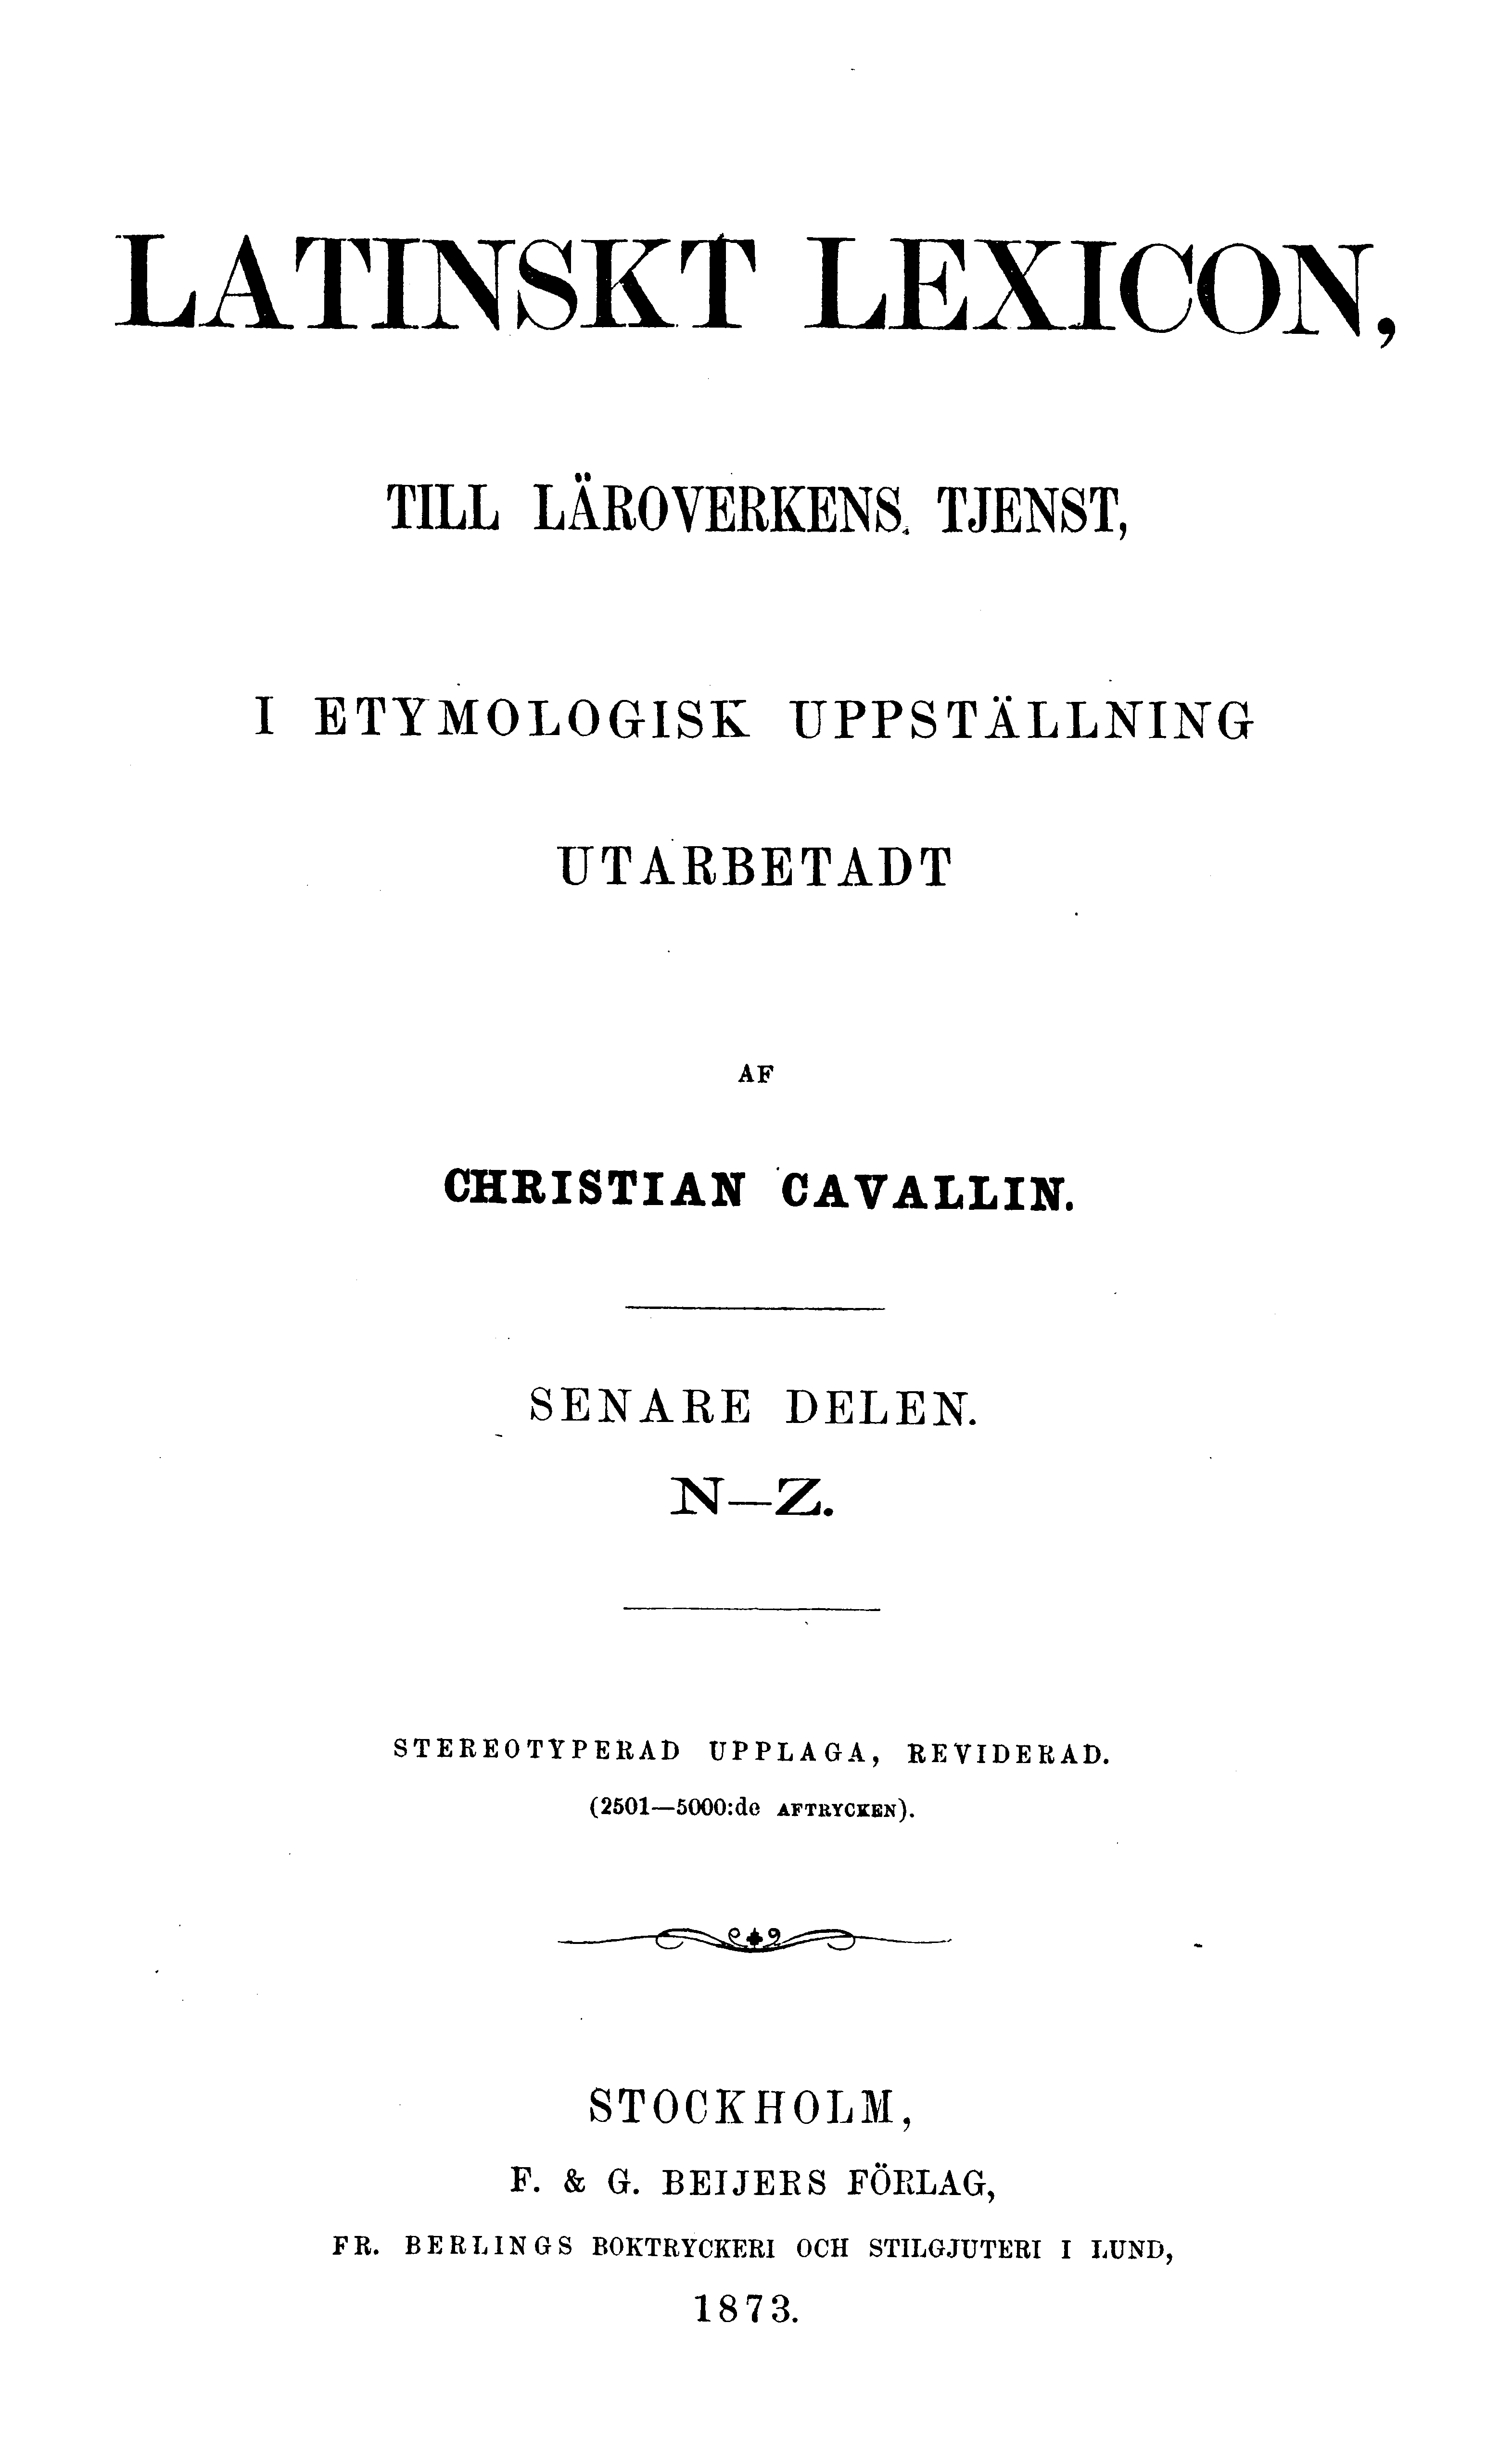 LATINSKT LEXICON,
TILL LÄROVERKENS TJENST,
I ETYMOLOGISK UPPSTÄLLNING
UTARBETADT
AF
CHRISTIAN CAVALLIN.
SENARE DELEN.
N—Z.
STEREOTYPERAD UPPLAGA, REVIDERAD.
(2501—5000:de AFTRYCKEN).
STOCKHOLM,
F. & G. BEIJERS FÖRLAG,
FR. BERLINGS BOKTRYCKERI OCH STILGJUTERI I LUND,
1873.